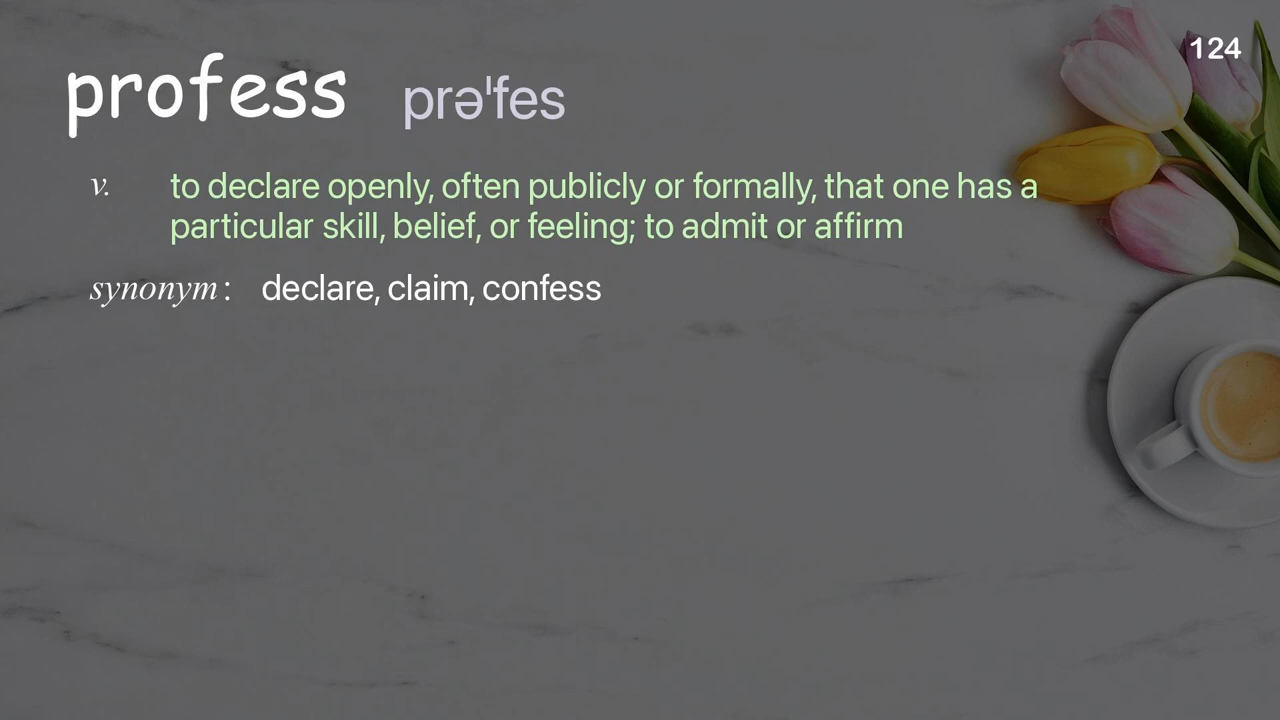 124
profess prəˈfes
v. to declare openly, often publicly or formally, that one has a
particular skill, belief, or feeling; to admit or affirm
synonym : declare, claim, confess